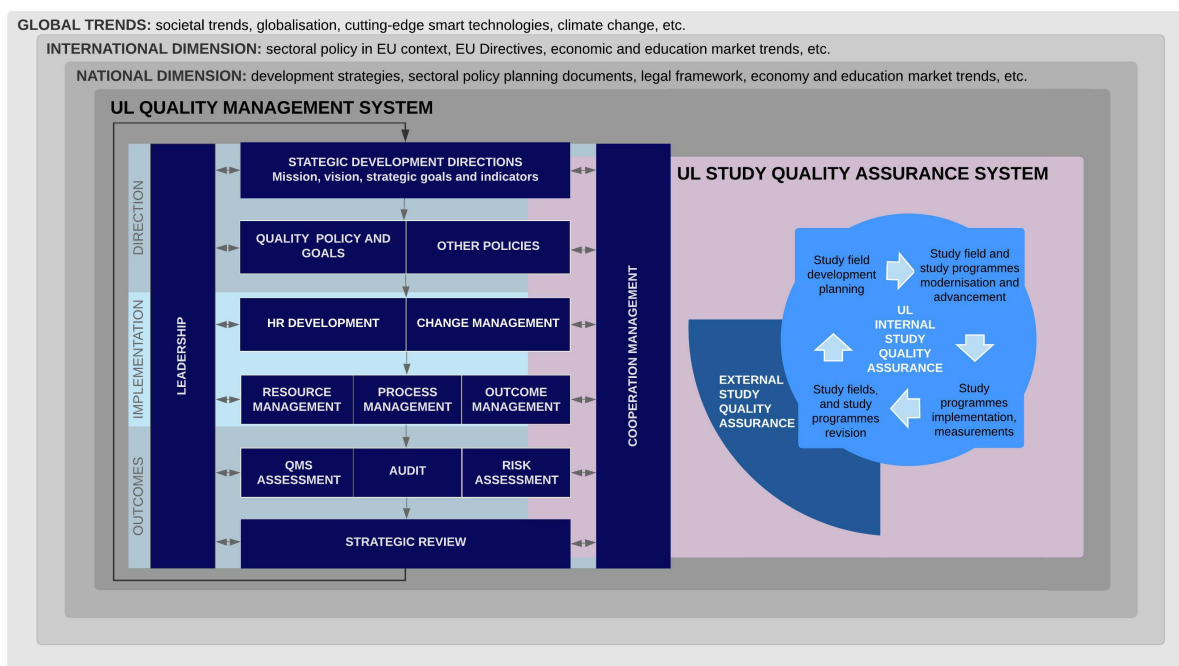 GLOBAL TRENDS: societal trends, globalisation, cutting-edge smart technologies, climate change, etc.
INTERNATIONAL DIMENSION: sectoral policy in EU context, EU Directives, economic and education market trends, etc.
NATIONAL DIMENSION: development strategies, sectoral policy planning documents, legal framework, economy and education market trends, etc.
UL QUALITY MANAGEMENT SYSTEM
DIRECTION
IMPLEMENTATION
OUTCOMES
LEADERSHIP
STATEGIC DEVELOPMENT DIRECTIONS
Mission, vision, strategic goals and indicators
QUALITY POLICY AND
GOALS
OTHER POLICIES
HR DEVELOPMENT
CHANGE MANAGEMENT
RESOURCE
MANAGEMENT
PROCESS
MANAGEMENT
OUTCOME
MANAGEMENT
QMS
ASSESSMENT
AUDIT
RISK
ASSESSMENT
STRATEGIC REVIEW
COOPERATION MANAGEMENT
UL STUDY QUALITY ASSURANCE SYSTEM
Study field
development
planning
Study field and
study programmes
modernisation and
advancement
UL
INTERNAL
STUDY
QUALITY
ASSURANCE
EXTERNAL
STUDY
QUALITY
ASSURANCE
Study fields,
and study
programmes
revision
Study
programmes
implementation,
measurements